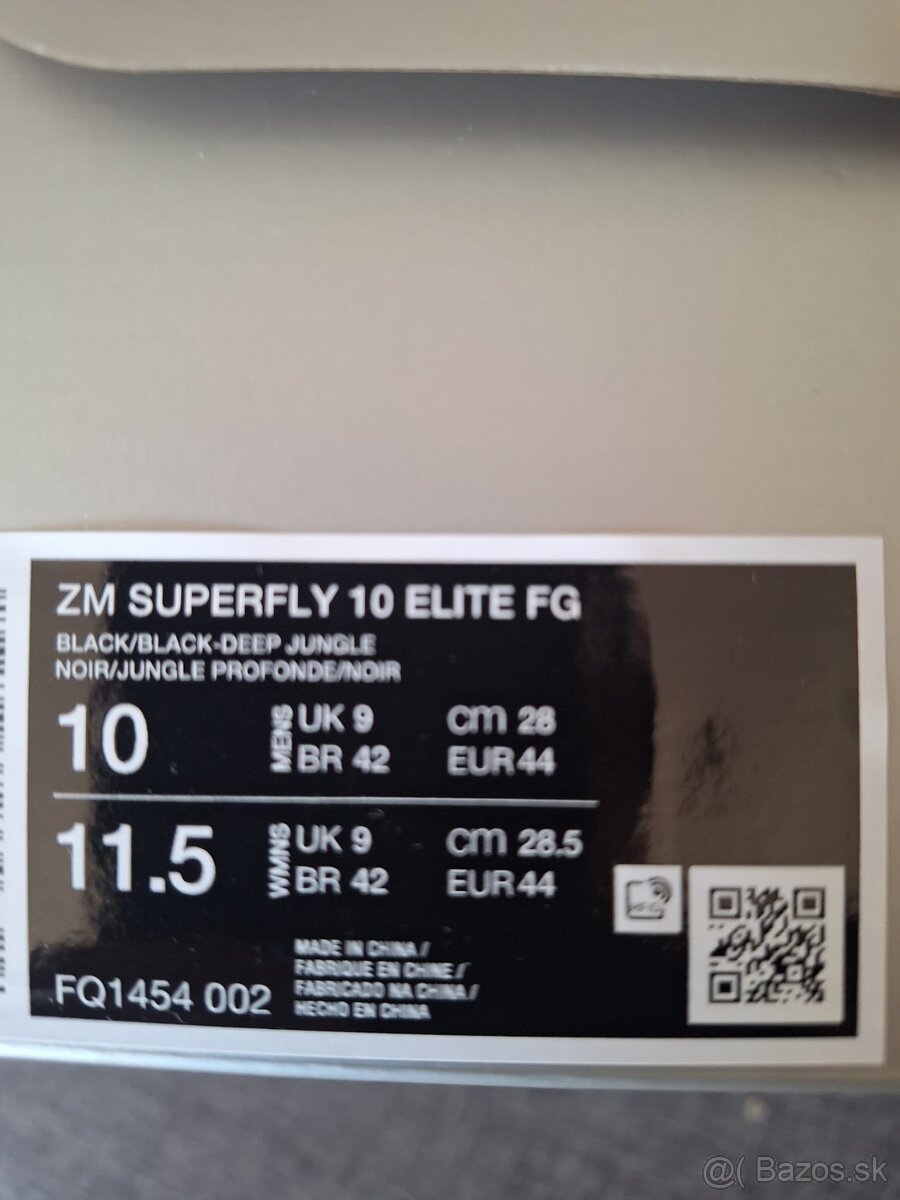 ZM SUPERFLY 10 ELITE FG
BLACK/BLACK-DEEP JUNGLE
NOIR/JUNGLE PROFONDE/NOIR
10 MENS UK 9 cm 28
BR 42 EUR 44
11.5 WMNS UK 9 cm 28.5
BR 42 EUR 44
MADE IN CHINA /
FABRIQUE EN CHINE /
FABRICADO NA CHINA /
HECHO EN CHINA
FQ1454 002
@( Bazos.sk